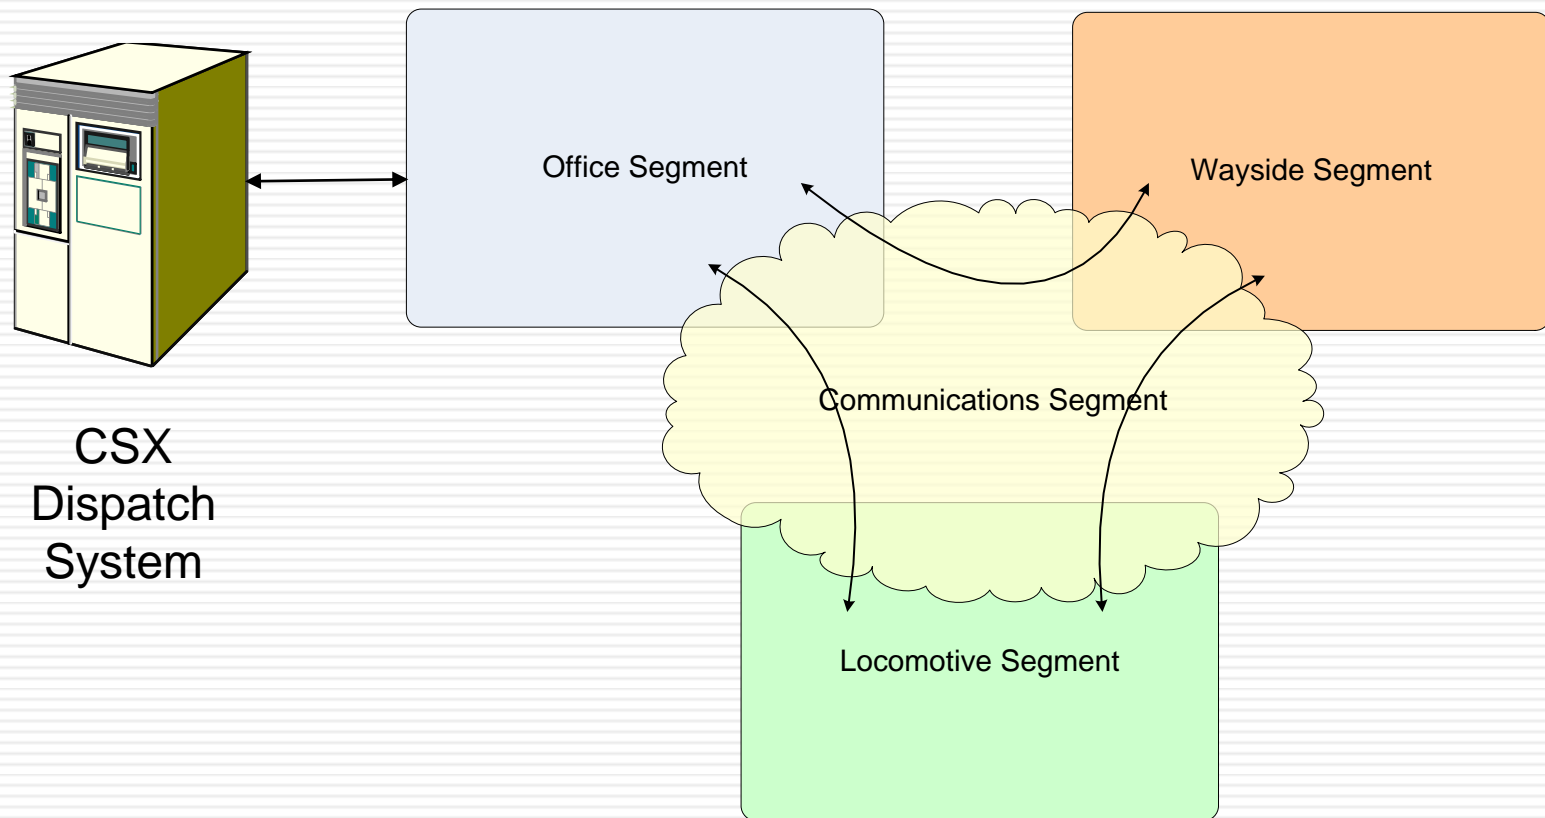 Office Segment
Wayside Segment
Communications Segment
CSX
Dispatch
System
Locomotive Segment